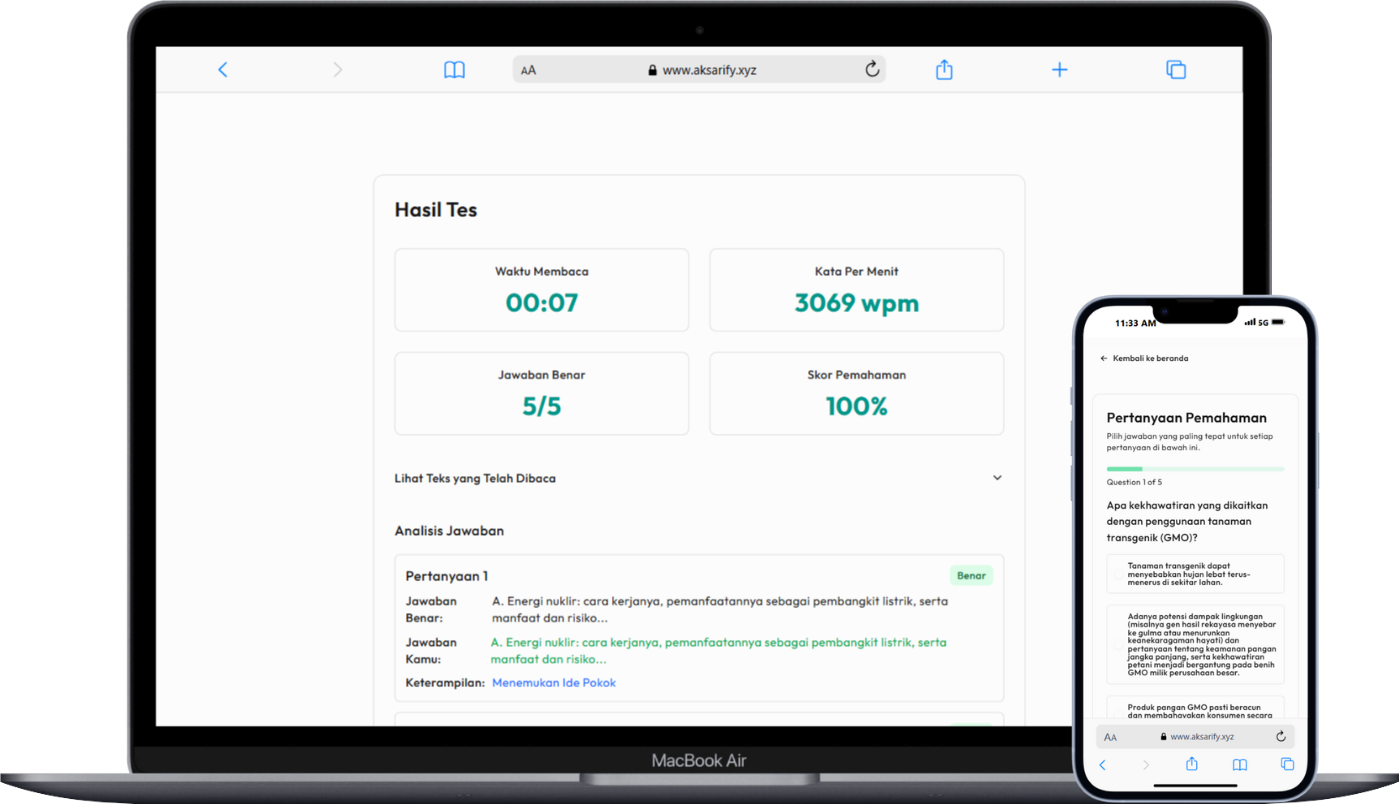 AA
www.aksarify.xyz
Hasil Tes
Waktu Membaca
00:07
Kata Per Menit
3069 wpm
Jawaban Benar
5/5
Skor Pemahaman
100%
Lihat Teks yang Telah Dibaca
Analisis Jawaban
Pertanyaan 1
Benar
Jawaban Benar:
A. Energi nuklir: cara kerjanya, pemanfaatannya sebagai pembangkit listrik, serta
manfaat dan risiko...
Jawaban Kamu:
A. Energi nuklir: cara kerjanya, pemanfaatannya sebagai pembangkit listrik, serta
manfaat dan risiko...
Keterampilan: Menemukan Ide Pokok
MacBook Air
11:33 AM
5G
Kembali ke beranda
Pertanyaan Pemahaman
Pilih jawaban yang paling tepat untuk setiap
pertanyaan di bawah ini.
Question 1 of 5
Apa kekhawatiran yang dikaitkan
dengan penggunaan tanaman
transgenik (GMO)?
Tanaman transgenik dapat
menyebabkan hujan lebat terus-
menerus di sekitar lahan.
Adanya potensi dampak lingkungan
(misalnya gen hasil rekayasa menyebar
ke gulma atau menurunkan
keanekaragaman hayati) dan
pertanyaan tentang keamanan pangan
jangka panjang, serta kekhawatiran
petani menjadi bergantung pada benih
GMO milik perusahaan besar.
Produk pangan GMO pasti beracun
dan membahayakan konsumen secara
AA
www.aksarify.xyz